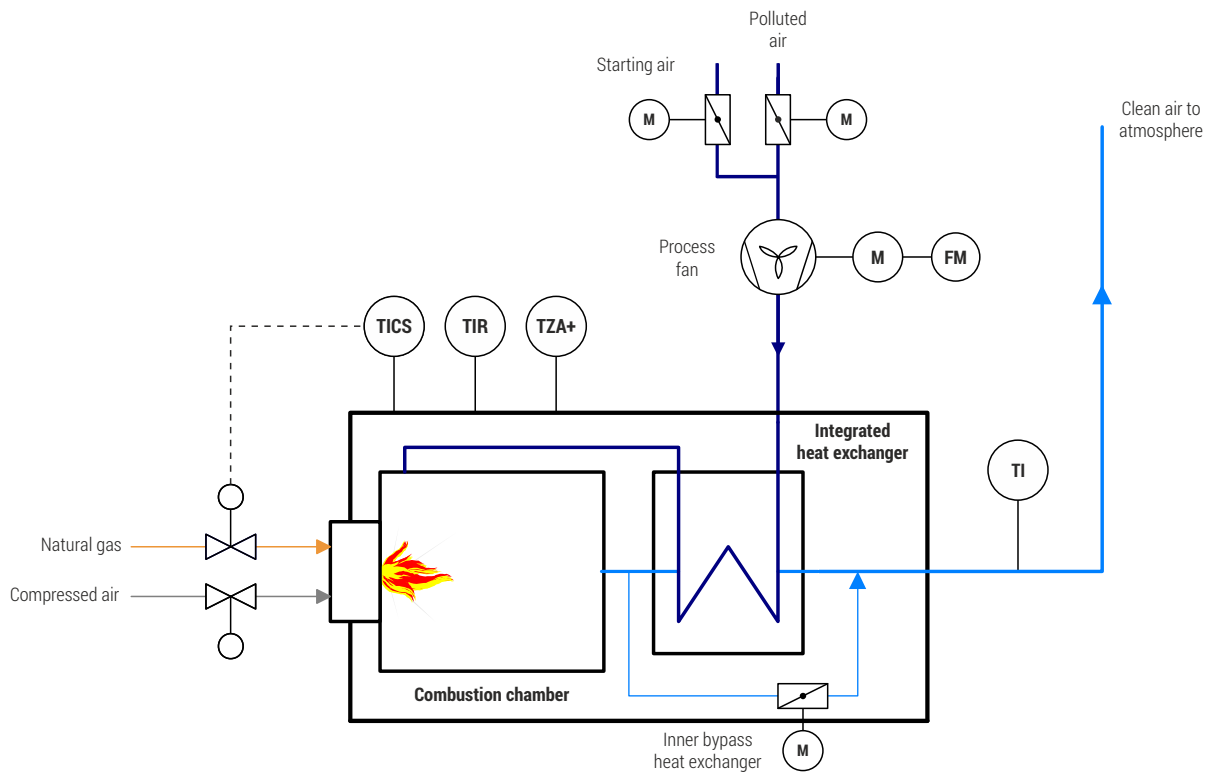 Polluted
air
Starting air
M
M
Clean air to
atmosphere
Process
fan
M
FM
TICS
TIR
TZA+
Integrated
heat exchanger
TI
Natural gas
Compressed air
Combustion chamber
Inner bypass
heat exchanger
M